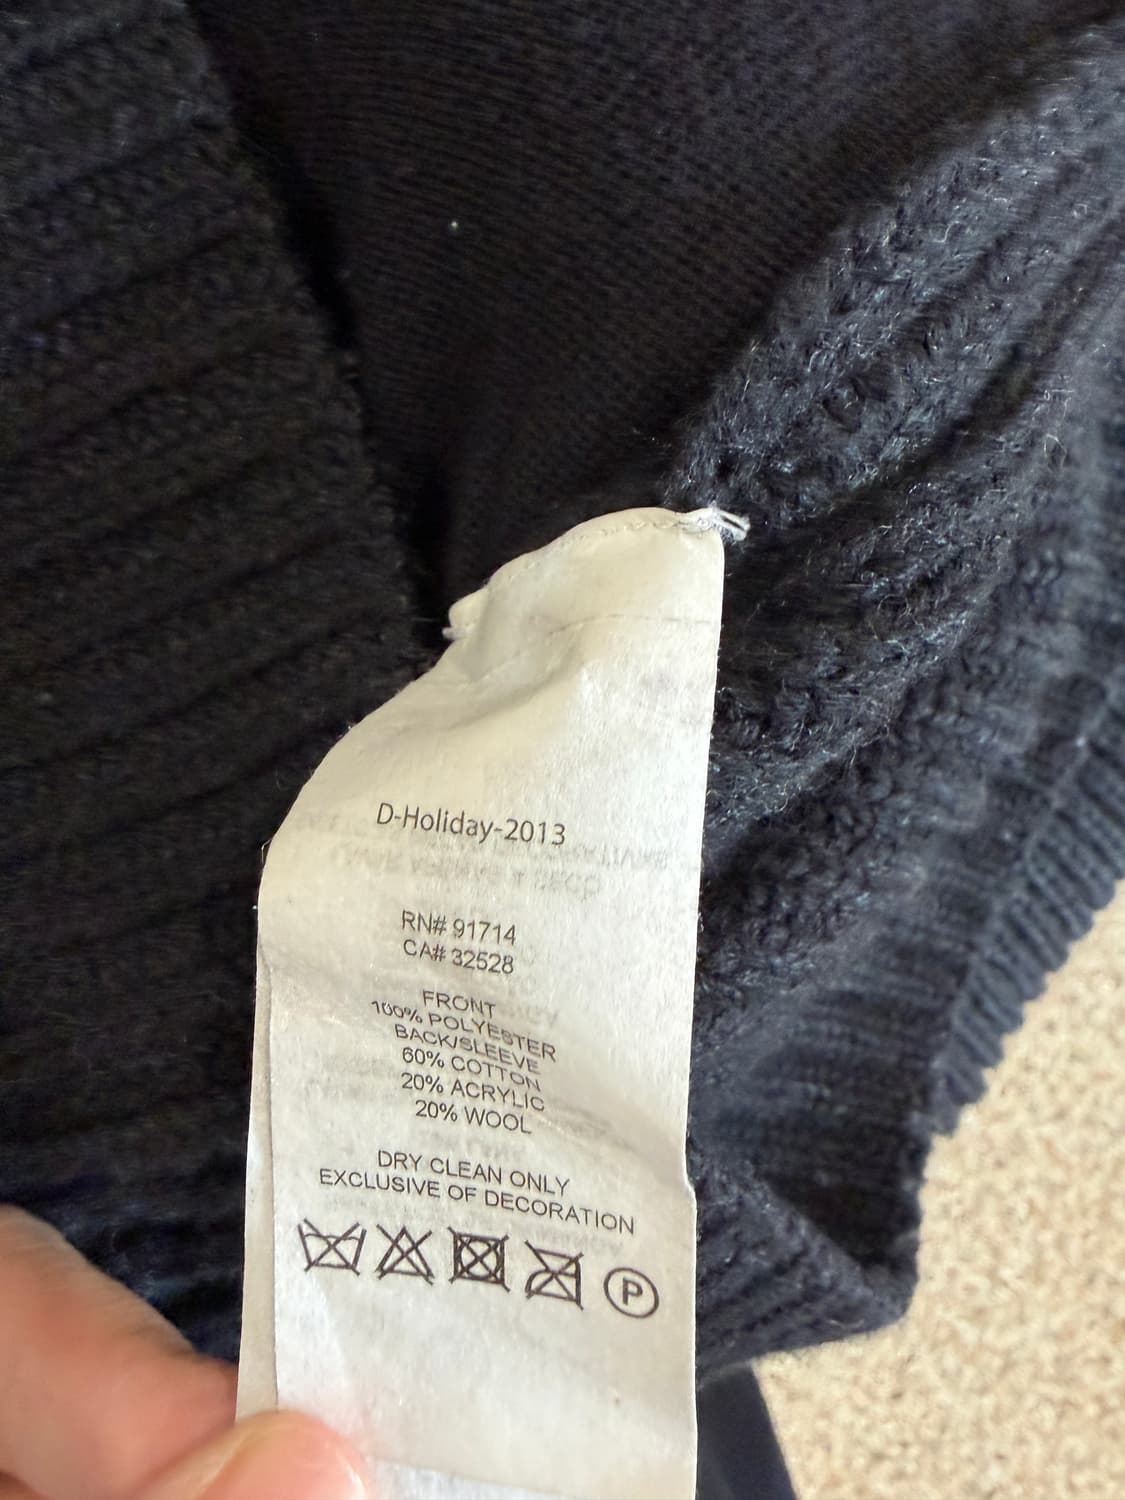 D-Holiday-2013
RN# 91714
CA# 32528
FRONT
100% POLYESTER
BACK/SLEEVE
60% COTTON
20% ACRYLIC
20% WOOL
DRY CLEAN ONLY
EXCLUSIVE OF DECORATION
P